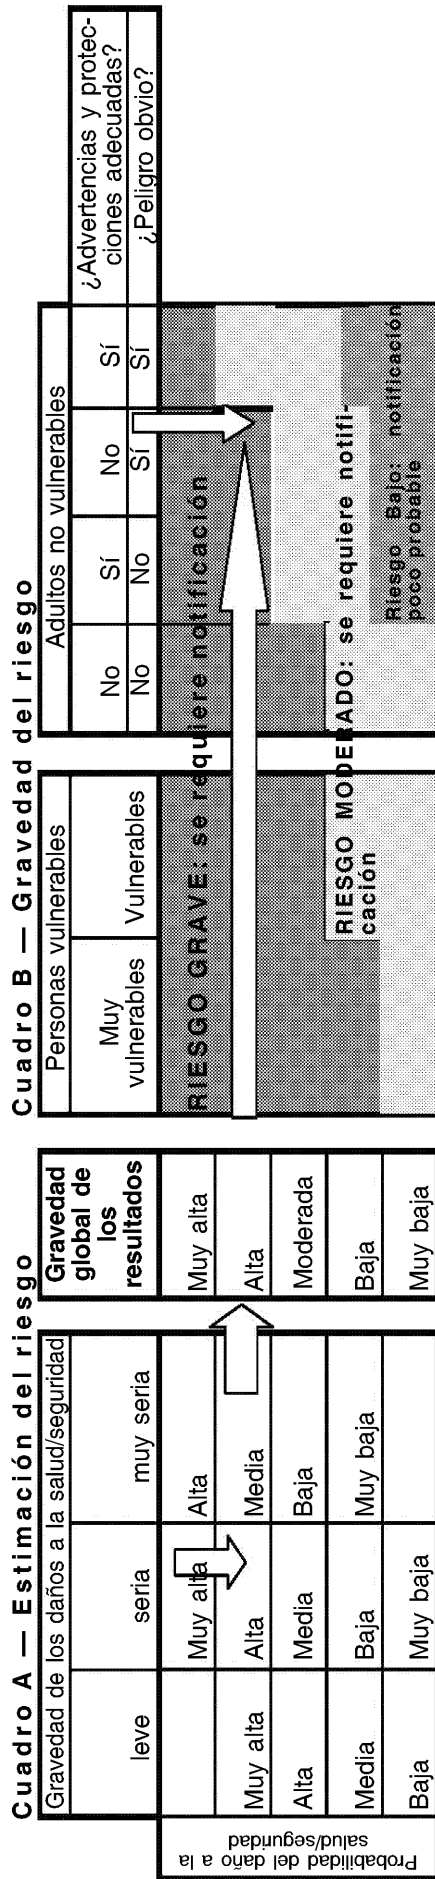 Cuadro A — Estimación del riesgo
Gravedad de los daños a la salud/seguridad
leve seria muy seria
Gravedad
global de
los
resultados
Probabilidad del daño a la
salud/seguridad
Muy alta Alta Muy alta
Muy alta Alta Media Alta
Alta Media Baja Moderada
Media Baja Muy baja Baja
Baja Muy baja Muy baja
Cuadro B — Gravedad del riesgo
Personas vulnerables
Muy
vulnerables
Vulnerables
Adultos no vulnerables
No Sí No Sí
¿Advertencias y protec-
ciones adecuadas?
No No Sí Sí
¿Peligro obvio?
RIESGO GRAVE: se requiere notificación
RIESGO MODERADO: se requiere notifi-
cación
Riesgo Bajo: notificación
poco probable